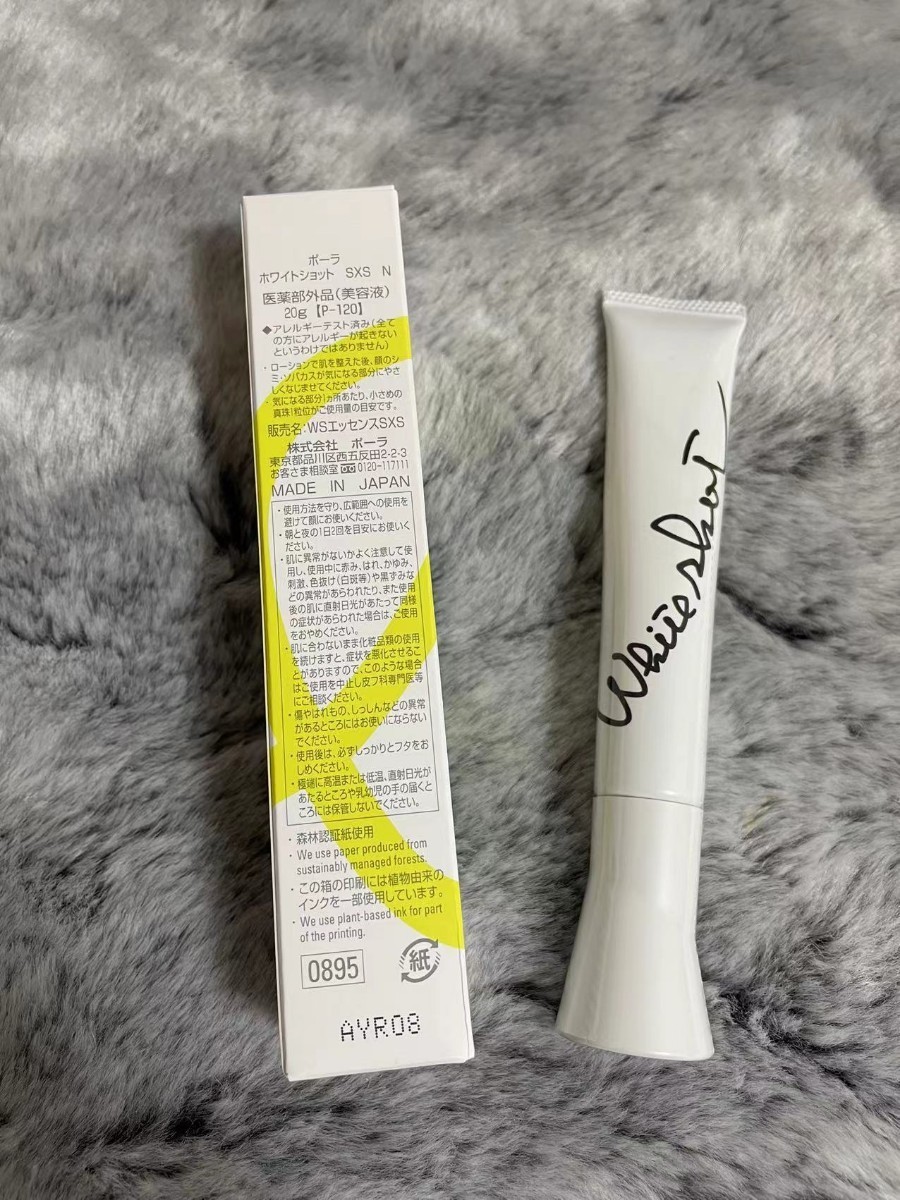 ポーラ
ホワイトショット SXS N
医薬部外品(美容液)
20g【P-120】
◆アレルギーテスト済み(全て
の方にアレルギーが起きない
というわけではありません)
・ローションで肌を整えた後、顔のシ
ミ・ソバカスが気になる部分にやさ
しくなじませてください。
・気になる部分1ヵ所あたり、小さめの
真珠1粒位がご使用量の目安です。
販売名:WSエッセンスSXS
株式会社 ポーラ
東京都品川区西五反田2-2-3
お客さま相談室 0120-117111
MADE IN JAPAN
・使用方法を守り、広範囲への使用を
避けて顔にお使いください。
・朝と夜の1日2回を目安にお使いく
ださい。
・肌に異常がないかよく注意して使
用し、使用中に赤み、はれ、かゆみ、
刺激、色抜け(白斑等)や黒ずみな
どの異常があらわれたり、また使用
後の肌に直射日光があたって同様
の症状があらわれた場合は、ご使用
をおやめください。
・肌に合わないまま化粧品類の使用
を続けますと、症状を悪化させるこ
とがありますので、このような場合
はご使用を中止し皮フ科専門医等
にご相談ください。
・傷やはれもの、しっしんなどの異常
があるところにはお使いにならない
でください。
・使用後は、必ずしっかりとフタをお
しめください。
・極端に高温または低温、直射日光が
あたるところや乳幼児の手の届くと
ころには保管しないでください。
・森林認証紙使用
・We use paper produced from
sustainably managed forests.
・この箱の印刷には植物由来の
インクを一部使用しています。
・We use plant-based ink for part
of the printing.
0895
紙
AYR08
White shot